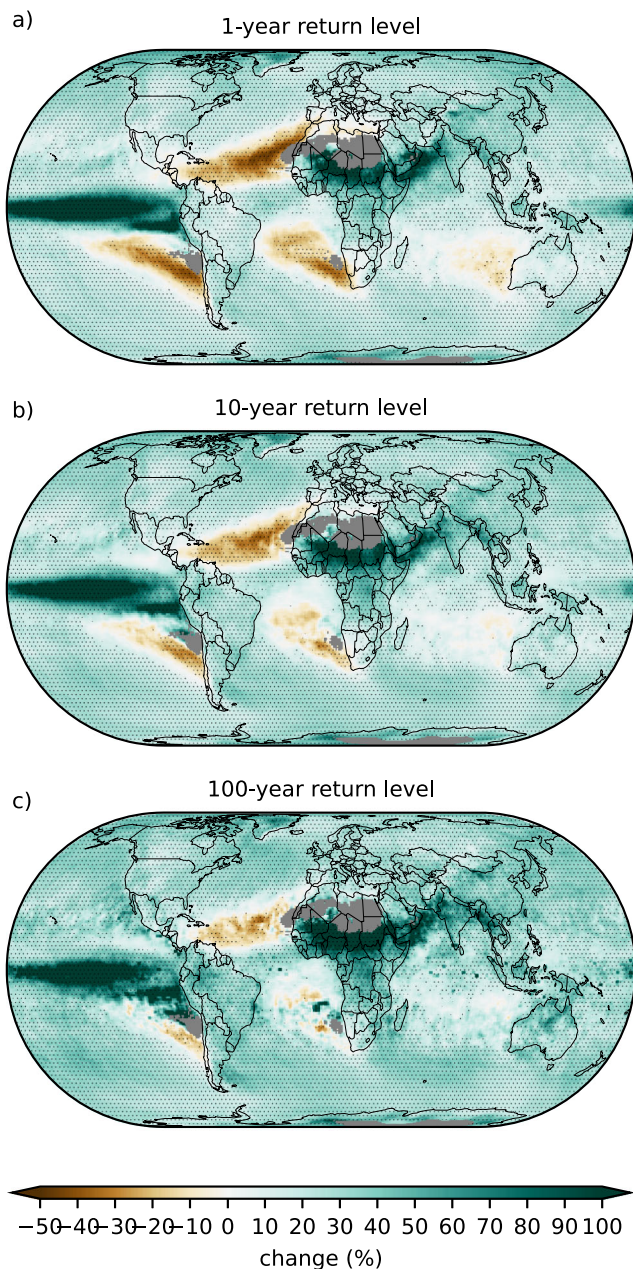 a)
1-year return level
b)
10-year return level
c)
100-year return level
−50−40−30−20−10 0 10 20 30 40 50 60 70 80 90 100
change (%)